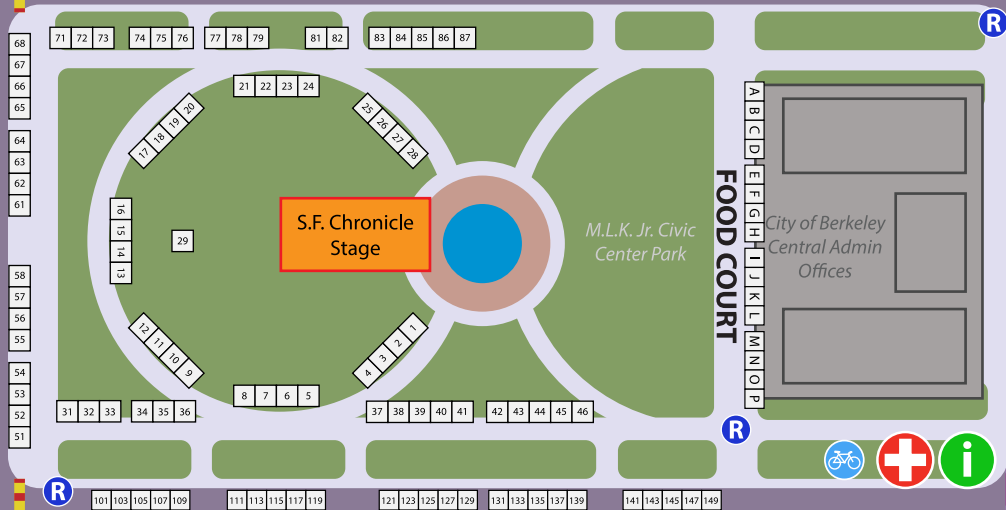 R
71 72 73 74 75 76 77 78 79 81 82 83 84 85 86 87
68
67
66
65
64
63
62
61
58
57
56
55
54
53
52
51
21 22 23 24
17 18 19 20
25 26 27 28
16
15
14
13
29
S.F. Chronicle
Stage
M.L.K. Jr. Civic
Center Park
FOOD COURT
A
B
C
D
E
F
G
H
I
J
K
L
M
N
O
P
City of Berkeley
Central Admin
Offices
12 11 10 9
4 3 2 1
8 7 6 5
31 32 33 34 35 36 37 38 39 40 41 42 43 44 45 46
R
i
R
101 103 105 107 109 111 113 115 117 119 121 123 125 127 129 131 133 135 137 139 141 143 145 147 149